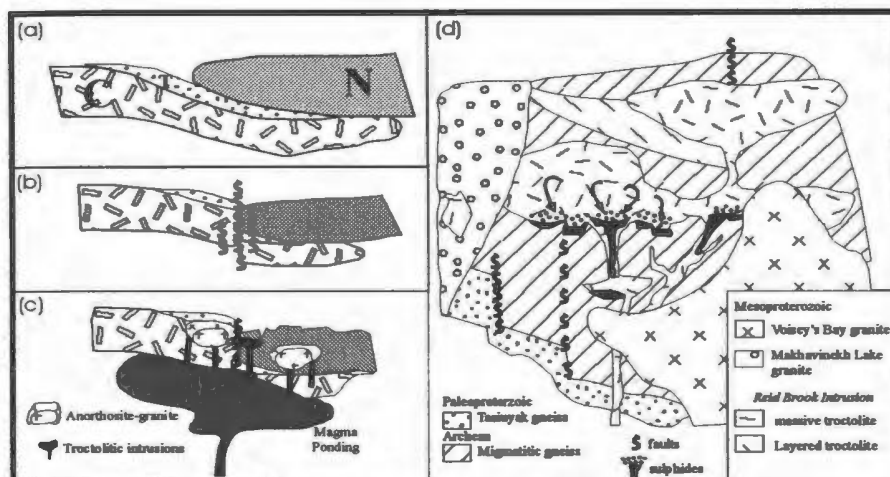 (a)
T
N
(b)
(c)
Anorthosite-granite
Troctolitic intrusions
Magma
Ponding
(d)
Paleoproterzoic
Tasiuyak gneiss
Archean
Migmatitic gneiss
faults
sulphides
Mesoproterozoic
Voisey's Bay granite
Makhavinekh Lake
granite
Reid Brook Intrusion
massive troctolite
Layered troctolite